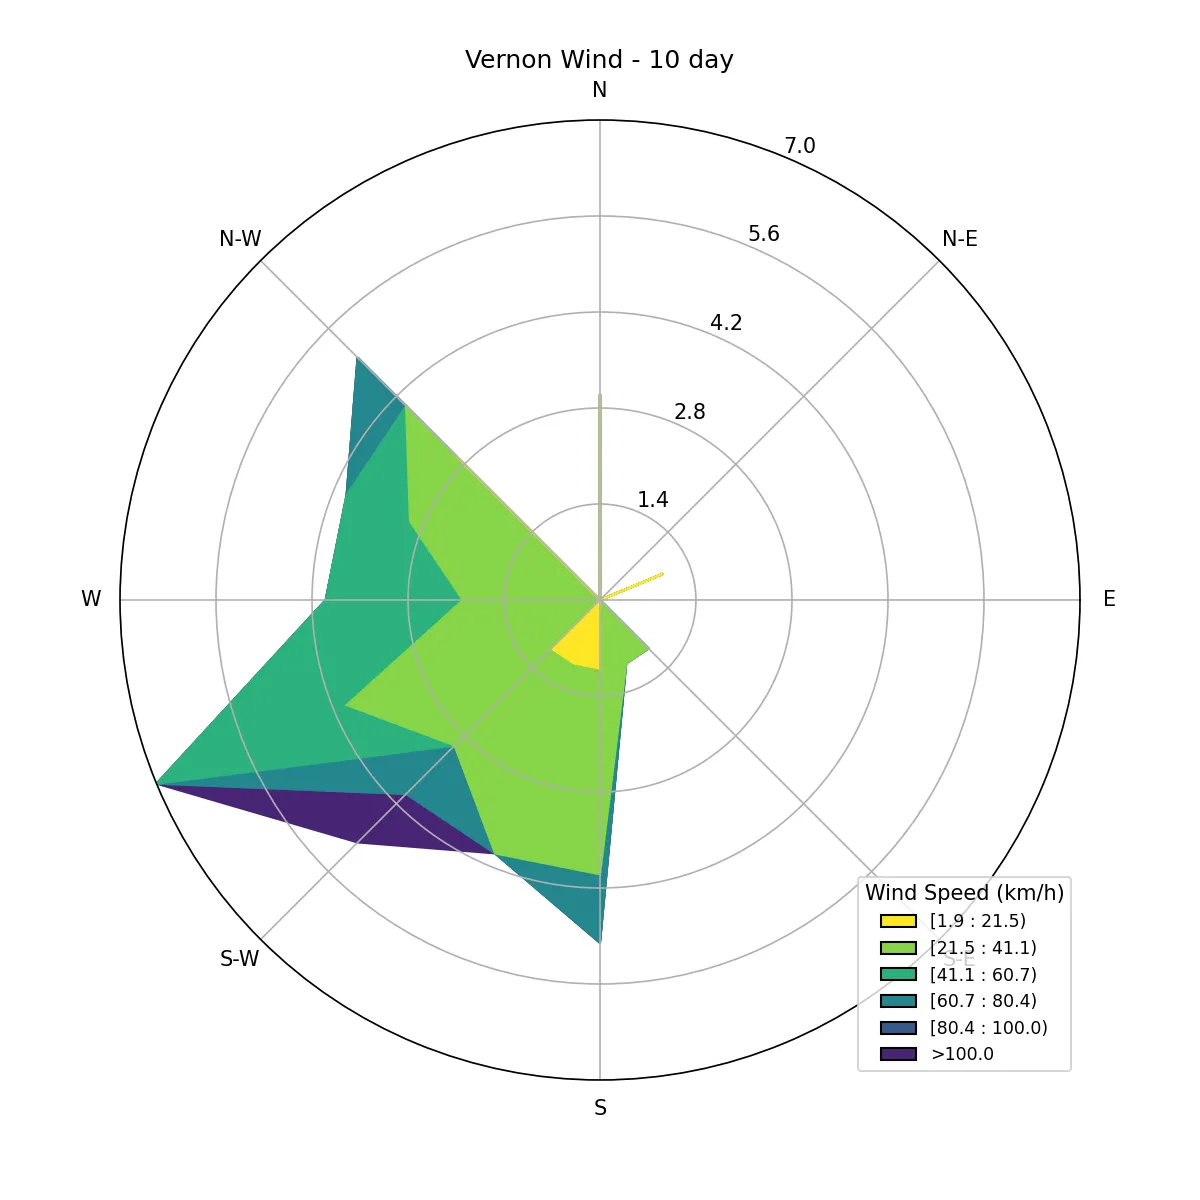 Vernon Wind - 10 day
N
7.0
N-W
5.6
N-E
4.2
2.8
1.4
W
E
Wind Speed (km/h)
[1.9 : 21.5)
[21.5 : 41.1)
S-W
S-E
[41.1 : 60.7)
[60.7 : 80.4)
[80.4 : 100.0)
>100.0
S